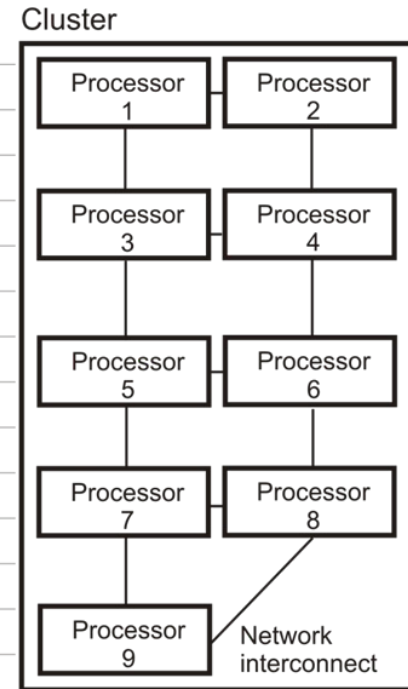 Cluster
Processor
1
Processor
2
Processor
3
Processor
4
Processor
5
Processor
6
Processor
7
Processor
8
Processor
9
Network
interconnect